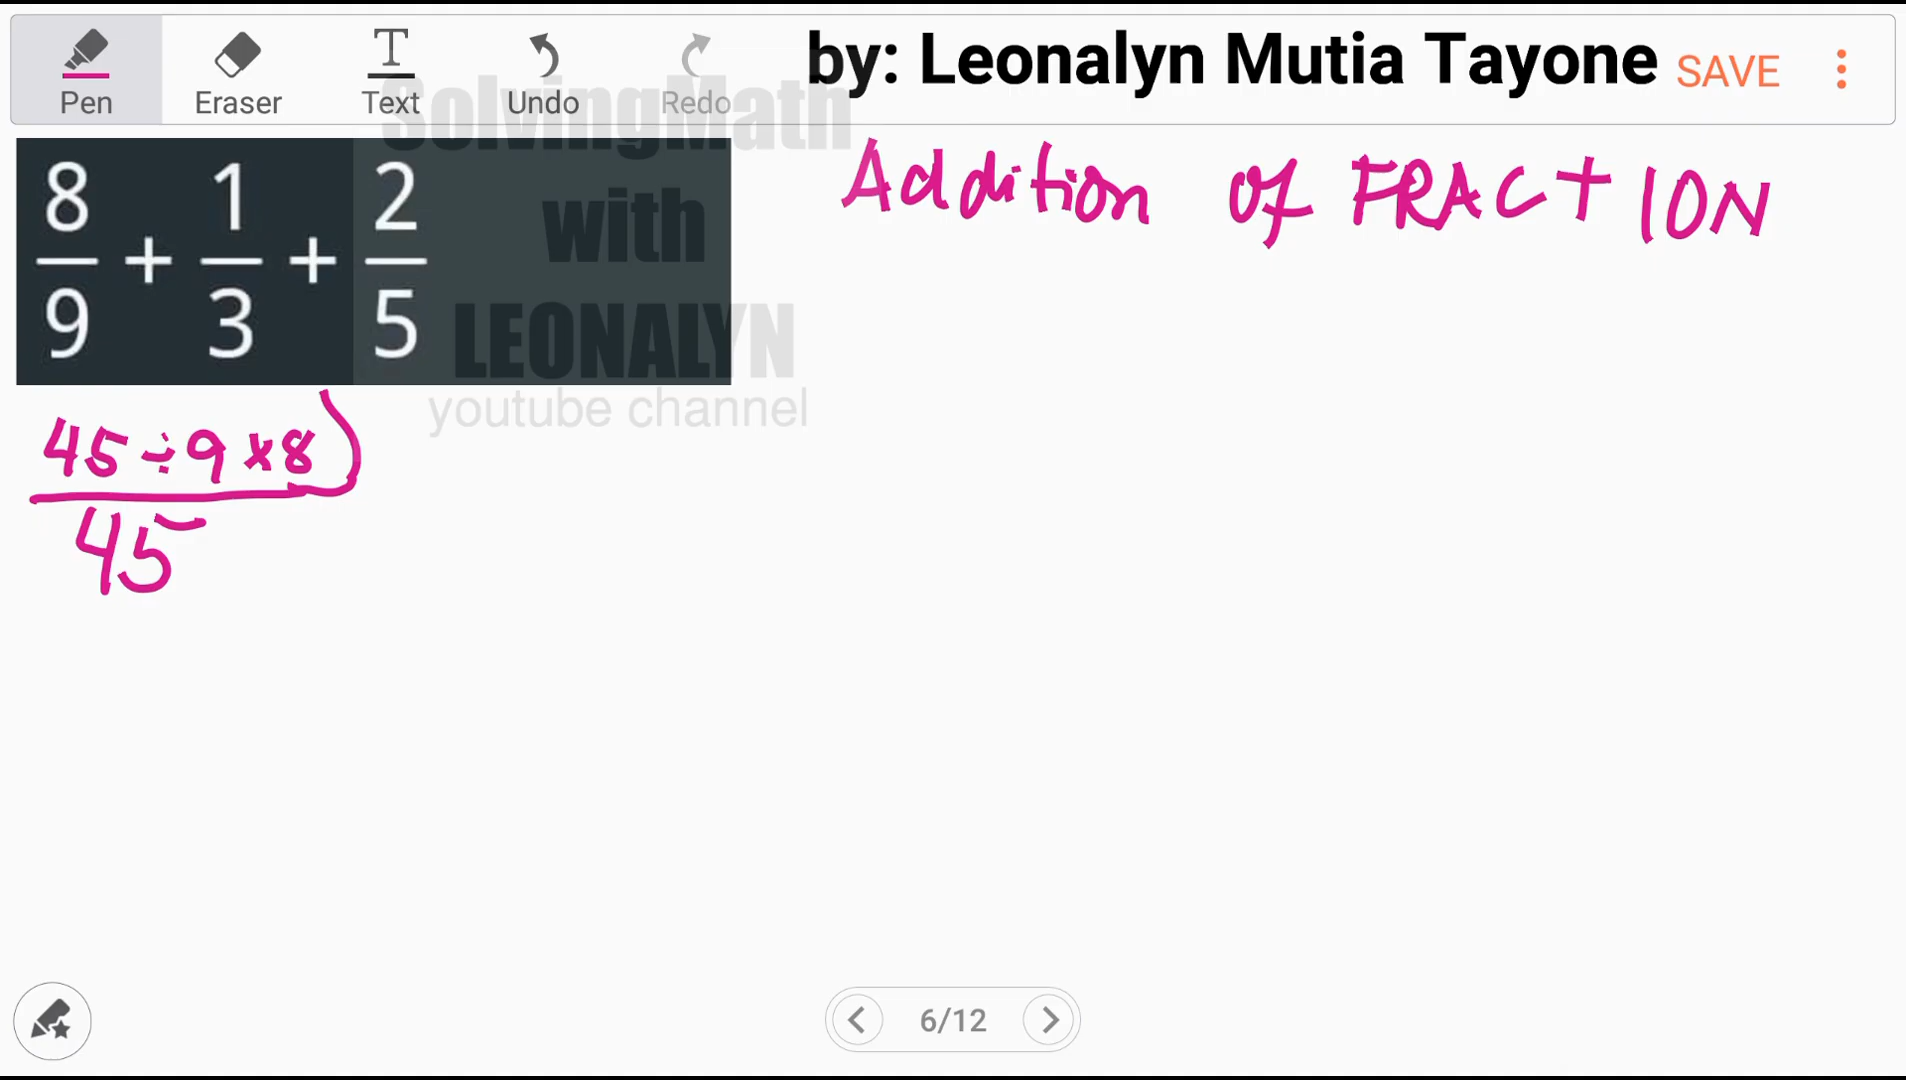 by: Leonalyn Mutia Tayone
SAVE
Pen
Eraser
Text
Undo
Redo
SolvingMath
with
LEONALYN
youtube channel
Addition of FRACTION
8/9 + 1/3 + 2/5
45÷9×8)
45
6/12